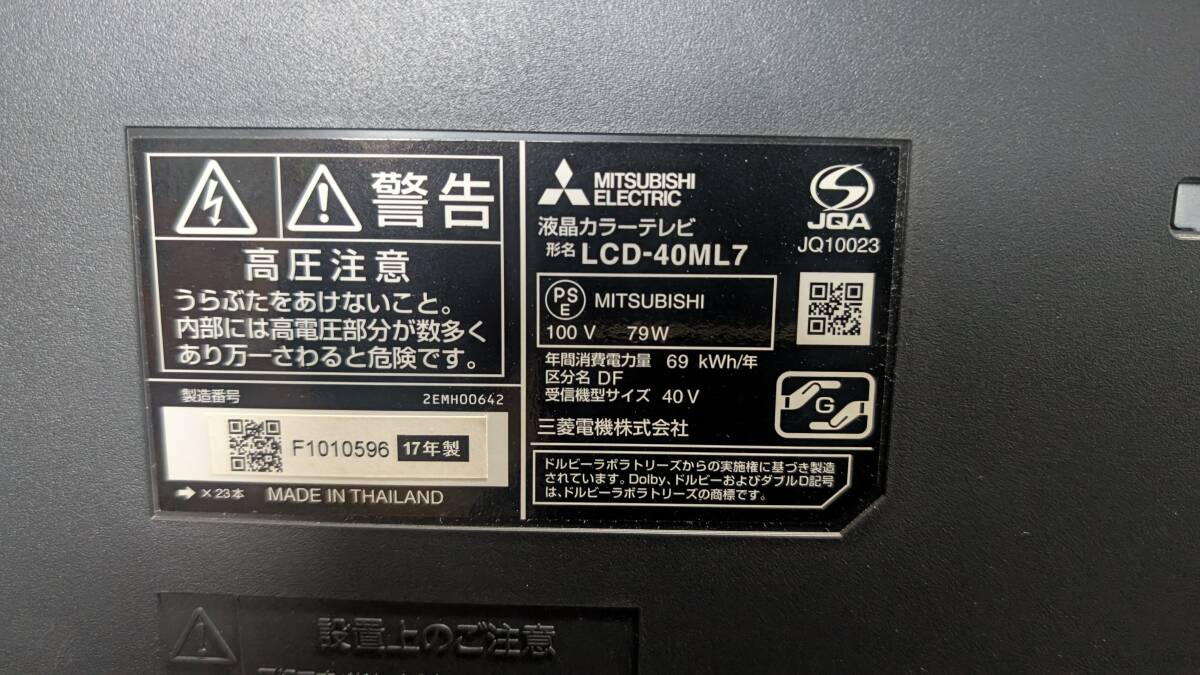 警告
高圧注意
うらぶたをあけないこと。
内部には高電圧部分が数多く
あり万一さわると危険です。
製造番号 2EMH00642
F1010596 17年製
×23本 MADE IN THAILAND
MITSUBISHI
ELECTRIC
液晶カラーテレビ
形名 LCD-40ML7
JQA
JQ10023
PS
E
MITSUBISHI
100 V 79W
年間消費電力量 69 kWh/年
区分名 DF
受信機型サイズ 40 V
G
三菱電機株式会社
ドルビーラボラトリーズからの実施権に基づき製造
されています。Dolby、ドルビーおよびダブルD記号
は、ドルビーラボラトリーズの商標です。
設置上のご注意